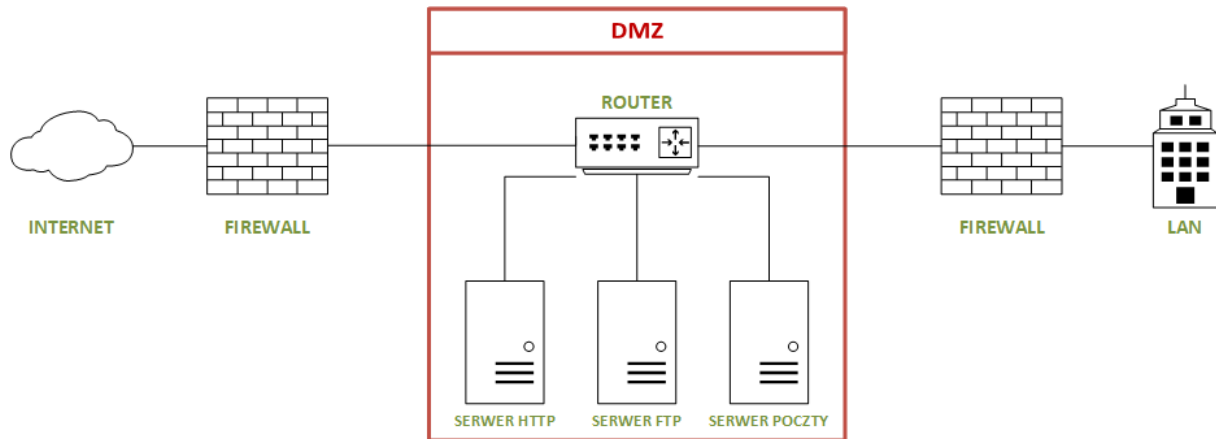 DMZ
ROUTER
INTERNET
FIREWALL
FIREWALL
LAN
SERWER HTTP
SERWER FTP
SERWER POCZTY